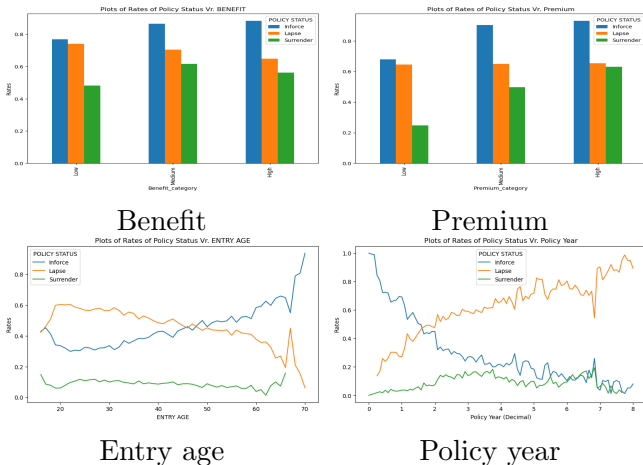 Plots of Rates of Policy Status Vr. BENEFIT
POLICY STATUS
Inforce
Lapse
Surrender
Rates
0.8
0.6
0.4
0.2
0.0
Low
Medium
High
Benefit_category
Benefit
Plots of Rates of Policy Status Vr. Premium
POLICY STATUS
Inforce
Lapse
Surrender
Rates
0.8
0.6
0.4
0.2
0.0
Low
Medium
High
Premium_category
Premium
Plots of Rates of Policy Status Vr. ENTRY AGE
POLICY STATUS
Inforce
Lapse
Surrender
Rates
0.8
0.6
0.4
0.2
0.0
20 30 40 50 60 70
ENTRY AGE
Entry age
Plots of Rates of Policy Status Vr. Policy Year
POLICY STATUS
Inforce
Lapse
Surrender
Rates
1.0
0.8
0.6
0.4
0.2
0.0
0 1 2 3 4 5 6 7 8
Policy Year (Decimal)
Policy year